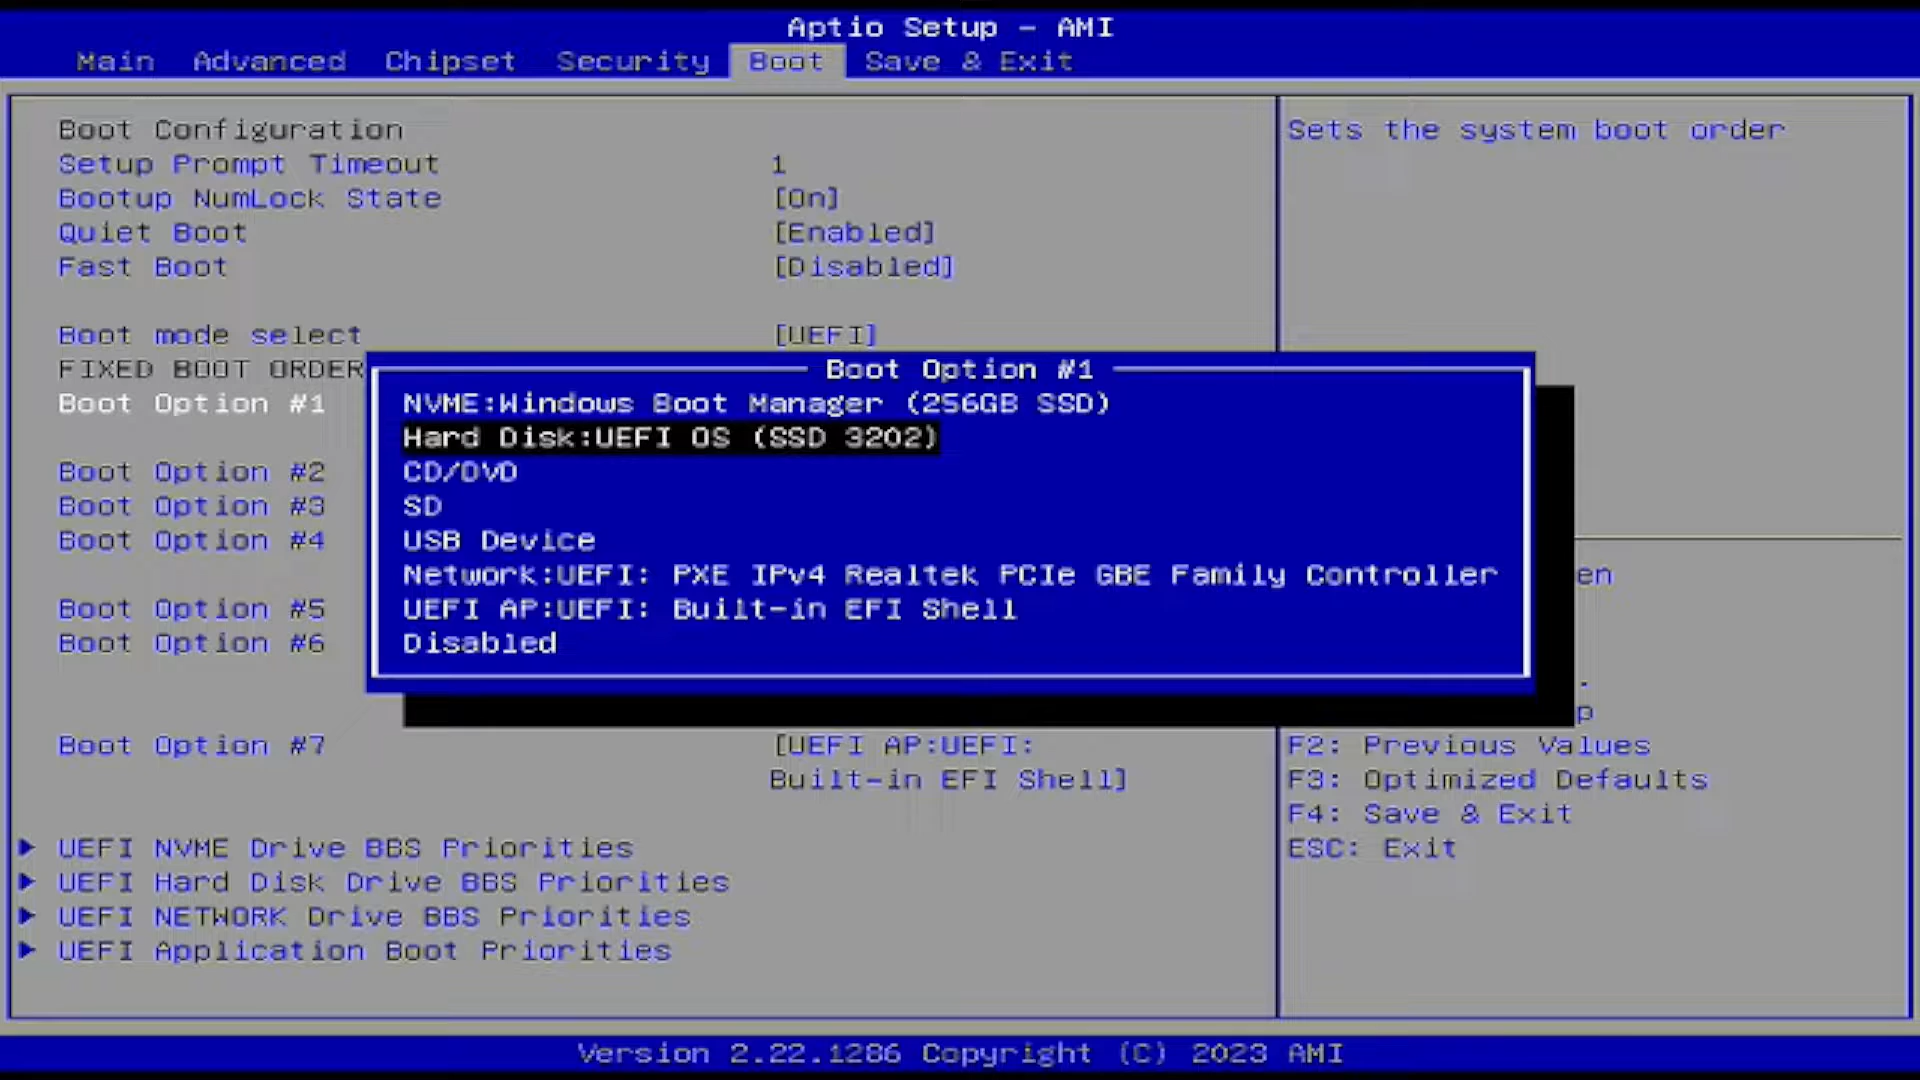 Aptio Setup - AMI
Main Advanced Chipset Security Boot Save & Exit
Boot Configuration
Setup Prompt Timeout 1
Bootup NumLock State [On]
Quiet Boot [Enabled]
Fast Boot [Disabled]
Boot mode select [UEFI]
FIXED BOOT ORDER
Boot Option #1
Boot Option #2
Boot Option #3
Boot Option #4
Boot Option #5
Boot Option #6
Boot Option #7 [UEFI AP:UEFI:
Built-in EFI Shell]
UEFI NVME Drive BBS Priorities
UEFI Hard Disk Drive BBS Priorities
UEFI NETWORK Drive BBS Priorities
UEFI Application Boot Priorities
Boot Option #1
NVME:Windows Boot Manager (256GB SSD)
Hard Disk:UEFI OS (SSD 3202)
CD/DVD
SD
USB Device
Network:UEFI: PXE IPv4 Realtek PCIe GBE Family Controller
UEFI AP:UEFI: Built-in EFI Shell
Disabled
Sets the system boot order
en
p
F2: Previous Values
F3: Optimized Defaults
F4: Save & Exit
ESC: Exit
Version 2.22.1286 Copyright (C) 2023 AMI